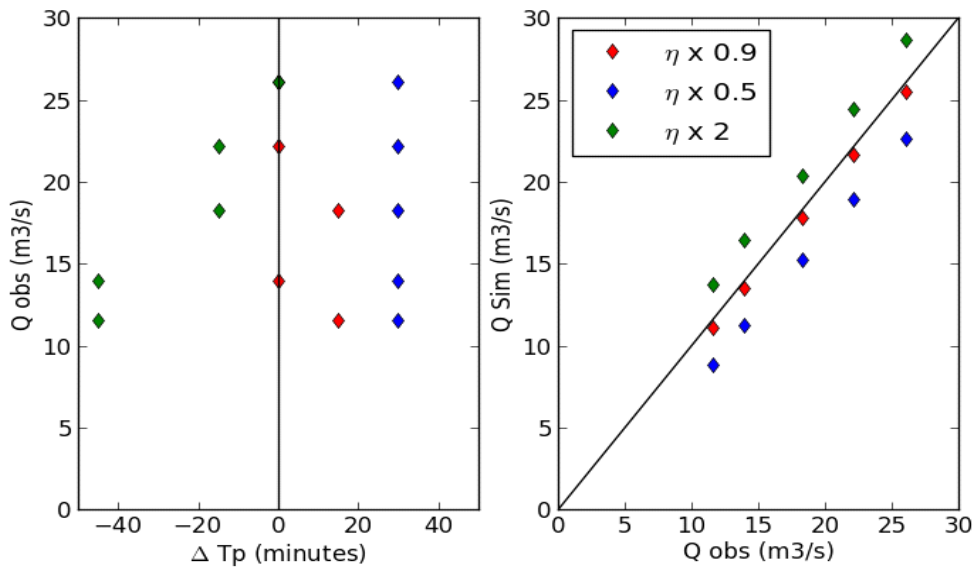 30
25
20
15
10
5
0
Q obs (m3/s)
−40 −20 0 20 40
Δ Tp (minutes)
30
25
20
15
10
5
0
Q Sim (m3/s)
η x 0.9
η x 0.5
η x 2
0 5 10 15 20 25 30
Q obs (m3/s)